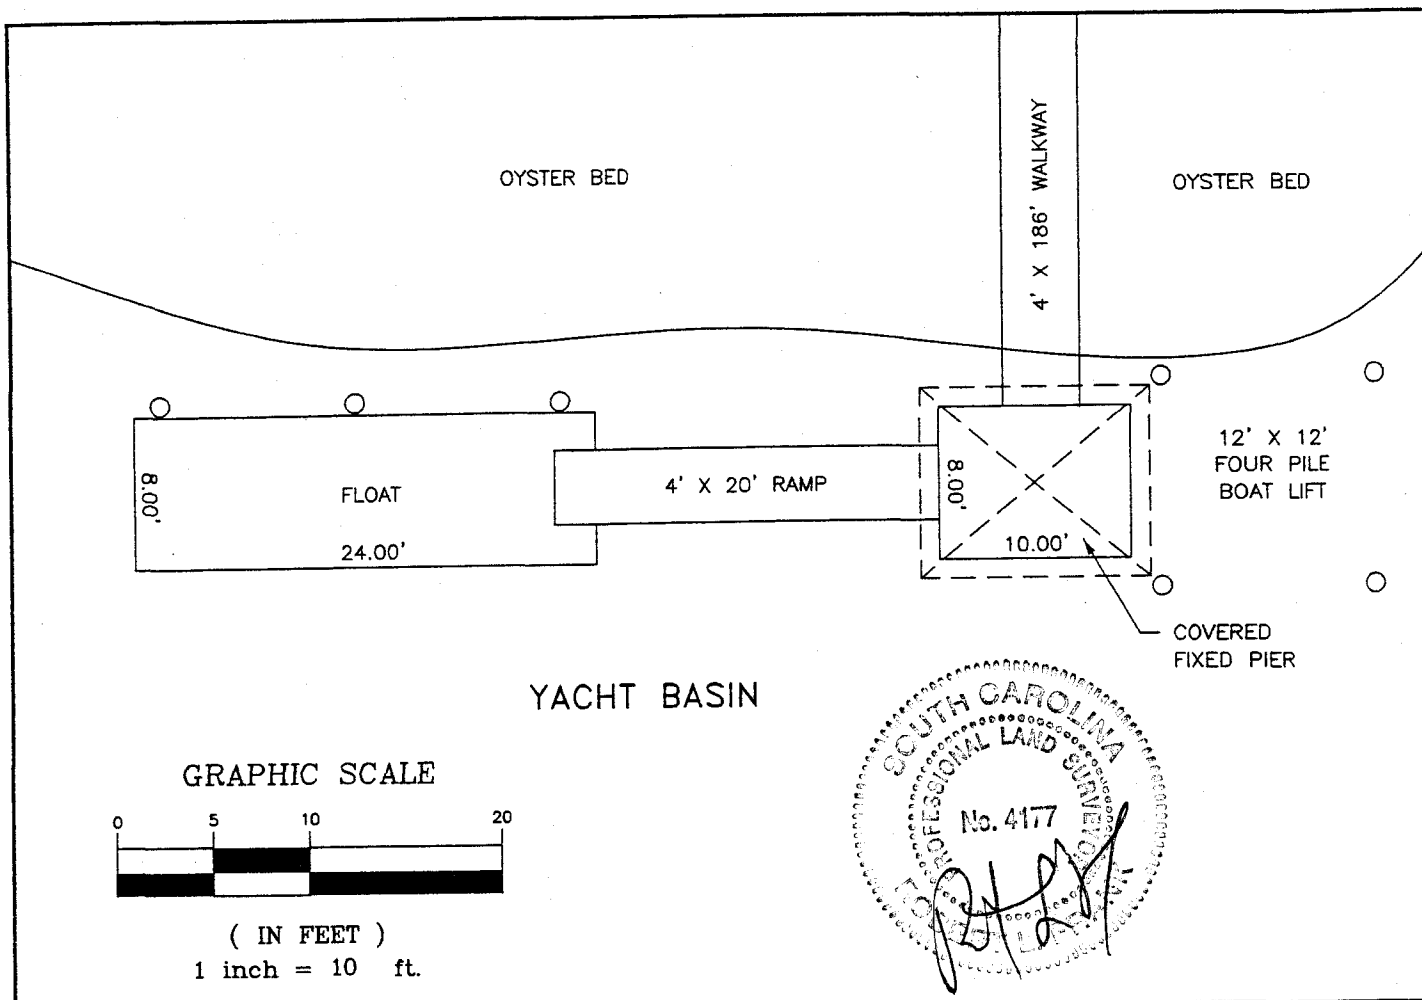 OYSTER BED
4' X 186' WALKWAY
OYSTER BED
8.00'
FLOAT
24.00'
4' X 20' RAMP
8.00'
10.00'
12' X 12'
FOUR PILE
BOAT LIFT
COVERED
FIXED PIER
YACHT BASIN
GRAPHIC SCALE
0 5 10 20
( IN FEET )
1 inch = 10 ft.
SOUTH CAROLINA
PROFESSIONAL LAND SURVEYOR
No. 4177